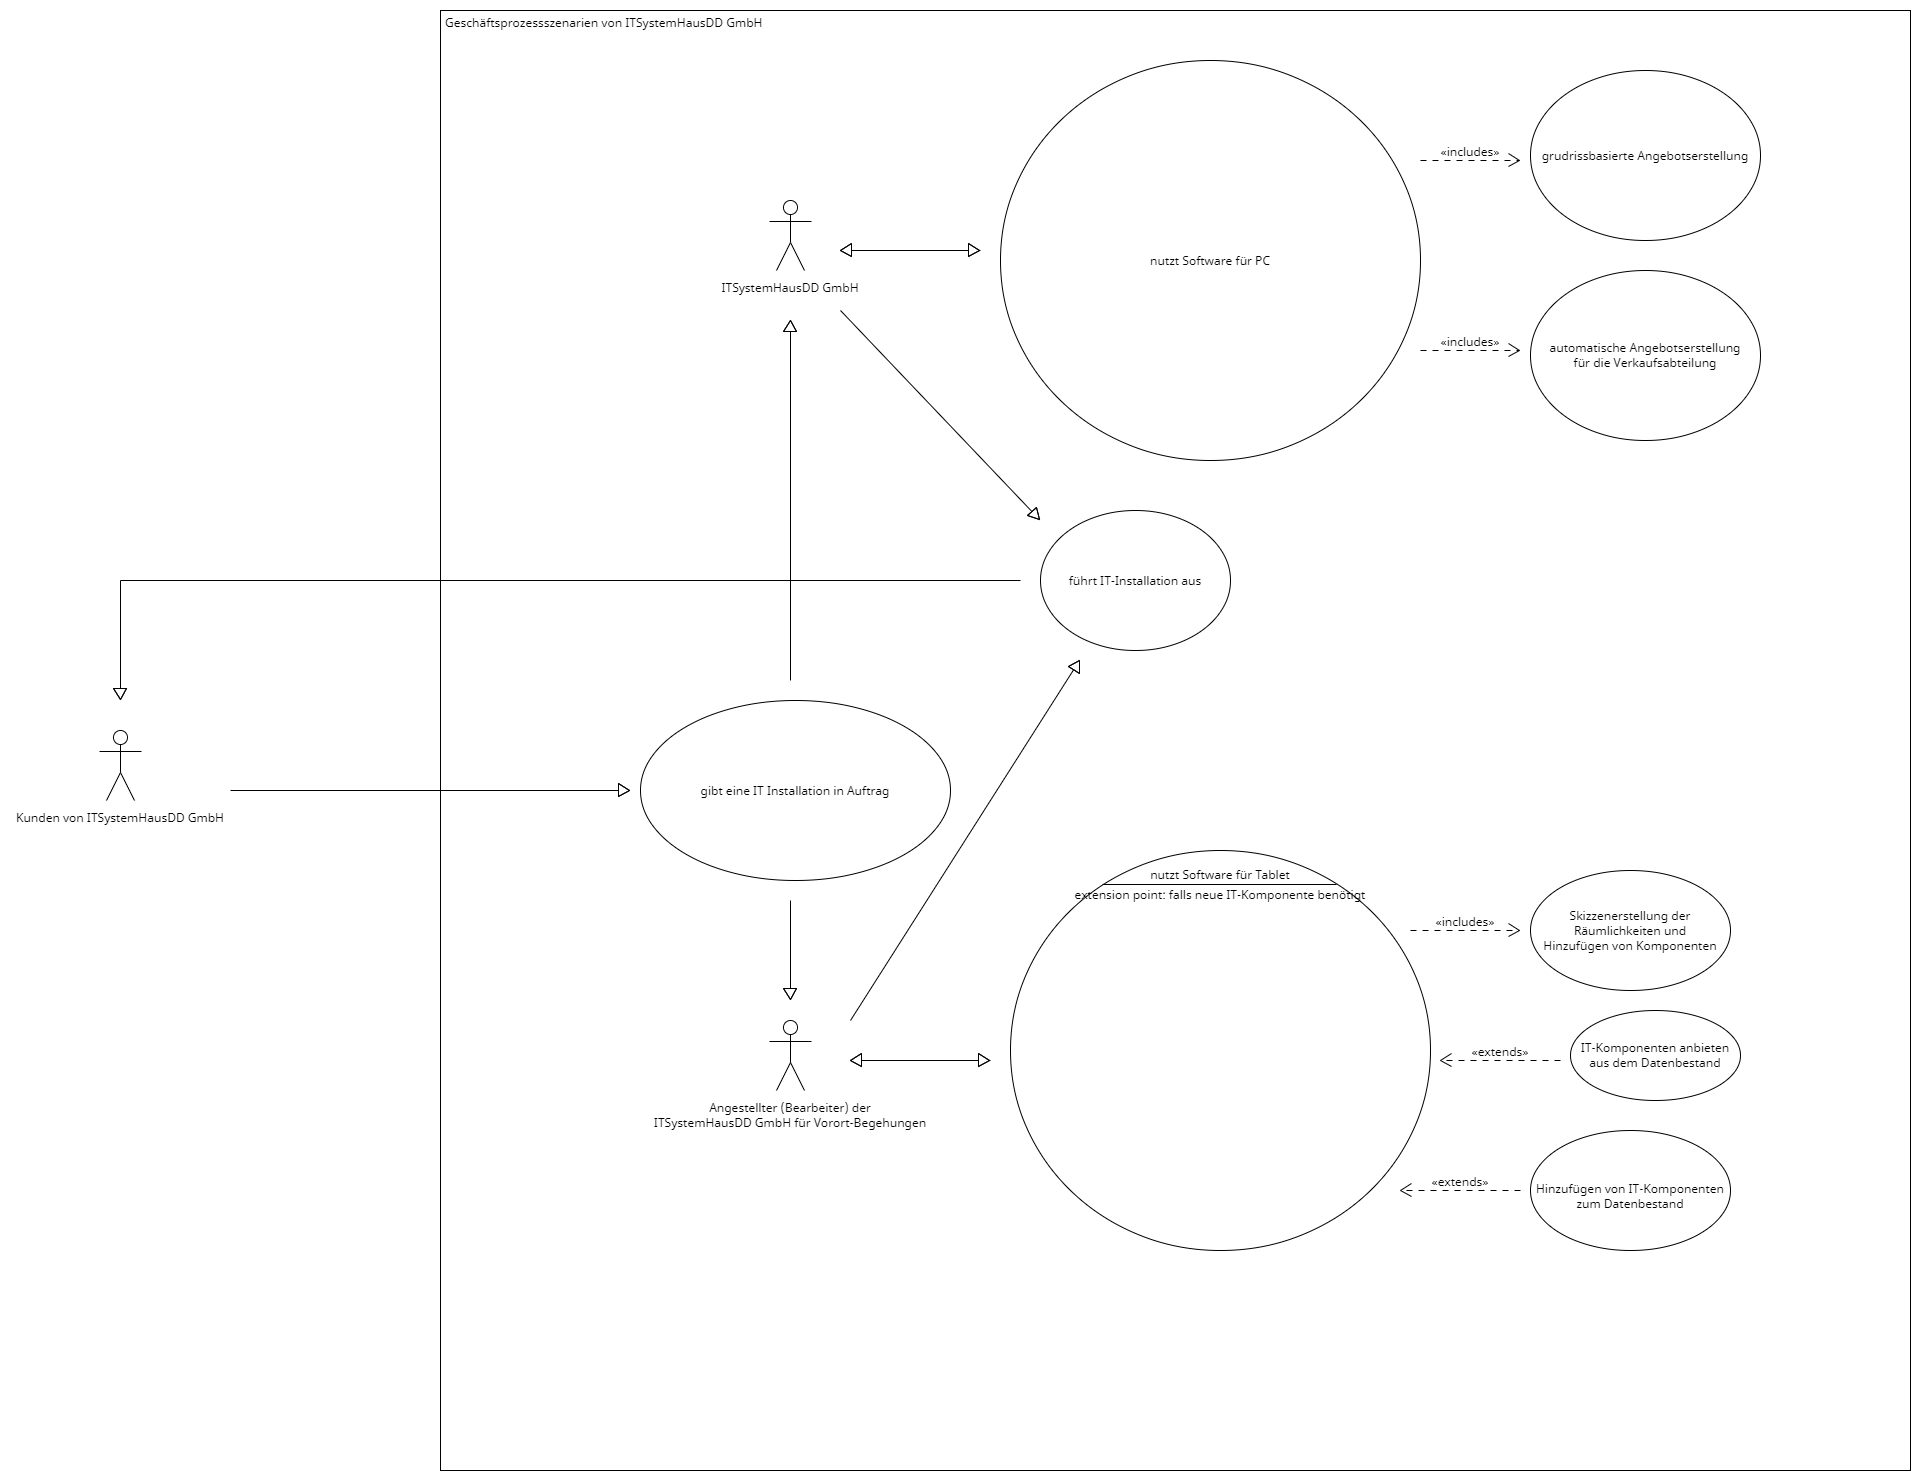 Geschäftsprozessszenarien von ITSystemHausDD GmbH
«includes»
grudrissbasierte Angebotserstellung
ITSystemHausDD GmbH
nutzt Software für PC
«includes»
automatische Angebotserstellung
für die Verkaufsabteilung
führt IT-Installation aus
Kunden von ITSystemHausDD GmbH
gibt eine IT Installation in Auftrag
nutzt Software für Tablet
extension point: falls neue IT-Komponente benötigt
«includes»
Skizzenerstellung der
Räumlichkeiten und
Hinzufügen von Komponenten
«extends»
IT-Komponenten anbieten
aus dem Datenbestand
Angestellter (Bearbeiter) der
ITSystemHausDD GmbH für Vorort-Begehungen
«extends»
Hinzufügen von IT-Komponenten
zum Datenbestand